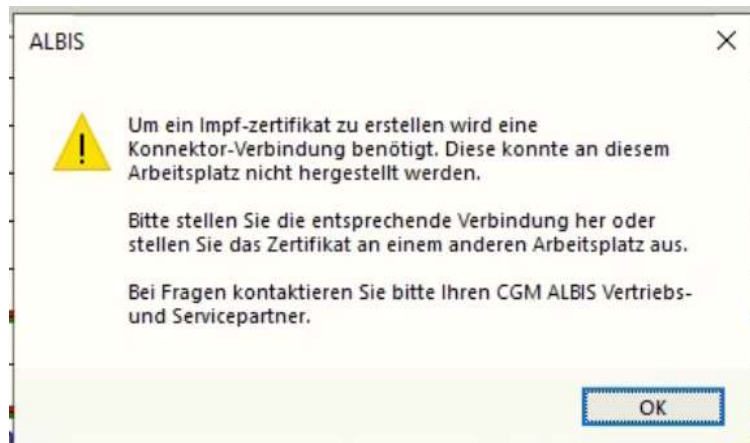 ALBIS
Um ein Impf-zertifikat zu erstellen wird eine
Konnektor-Verbindung benötigt. Diese konnte an diesem
Arbeitsplatz nicht hergestellt werden.
Bitte stellen Sie die entsprechende Verbindung her oder
stellen Sie das Zertifikat an einem anderen Arbeitsplatz aus.
Bei Fragen kontaktieren Sie bitte Ihren CGM ALBIS Vertriebs-
und Servicepartner.
OK